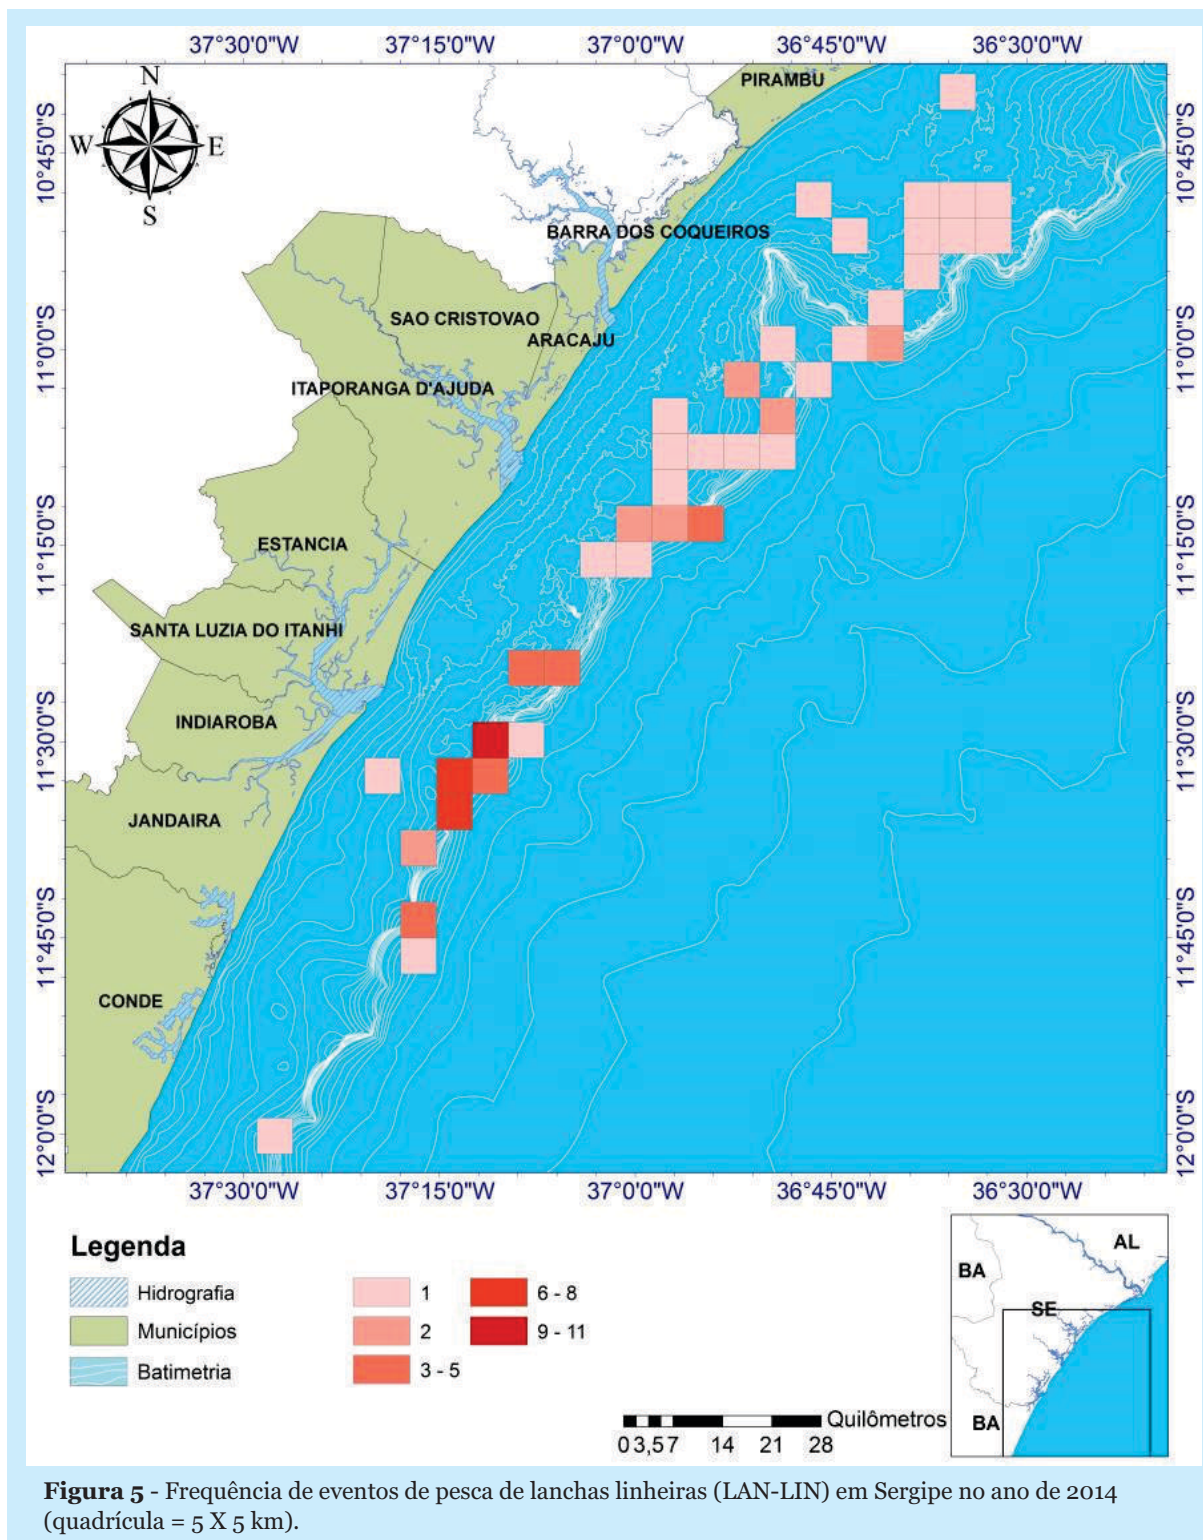 37°30'0"W 37°15'0"W 37°0'0"W 36°45'0"W 36°30'0"W
N
W E
S
PIRAMBU
BARRA DOS COQUEIROS
SAO CRISTOVAO
ARACAJU
ITAPORANGA D'AJUDA
ESTANCIA
SANTA LUZIA DO ITANHI
INDIAROBA
JANDAIRA
CONDE
10°45'0"S 10°45'0"S
11°0'0"S 11°0'0"S
11°15'0"S 11°15'0"S
11°30'0"S 11°30'0"S
11°45'0"S 11°45'0"S
12°0'0"S 12°0'0"S
37°30'0"W 37°15'0"W 37°0'0"W 36°45'0"W 36°30'0"W
Legenda
Hidrografia
Municípios
Batimetria
1
2
3 - 5
6 - 8
9 - 11
AL
BA
SE
BA
Quilômetros
0 3,5 7 14 21 28
Figura 5 - Frequência de eventos de pesca de lanchas linheiras (LAN-LIN) em Sergipe no ano de 2014
(quadrícula = 5 X 5 km).